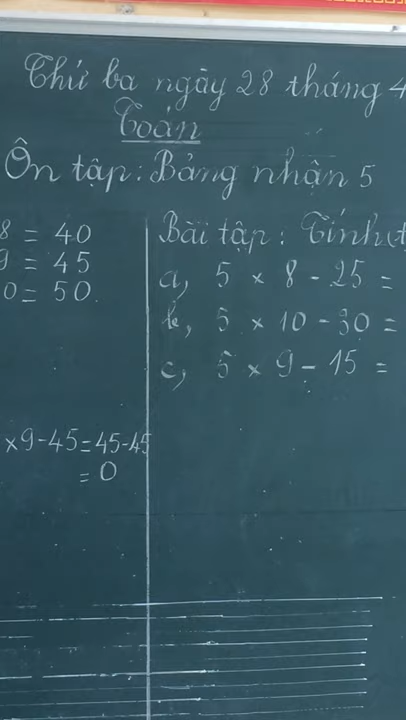 Thứ ba ngày 28 tháng 4
Toán
Ôn tập: Bảng nhân 5
8 = 40
9 = 45
0 = 50
× 9 - 45 = 45 - 45
= 0
Bài tập: Tính (t
a, 5 × 8 - 25 =
b, 5 × 10 - 30 =
c, 5 × 9 - 15 =